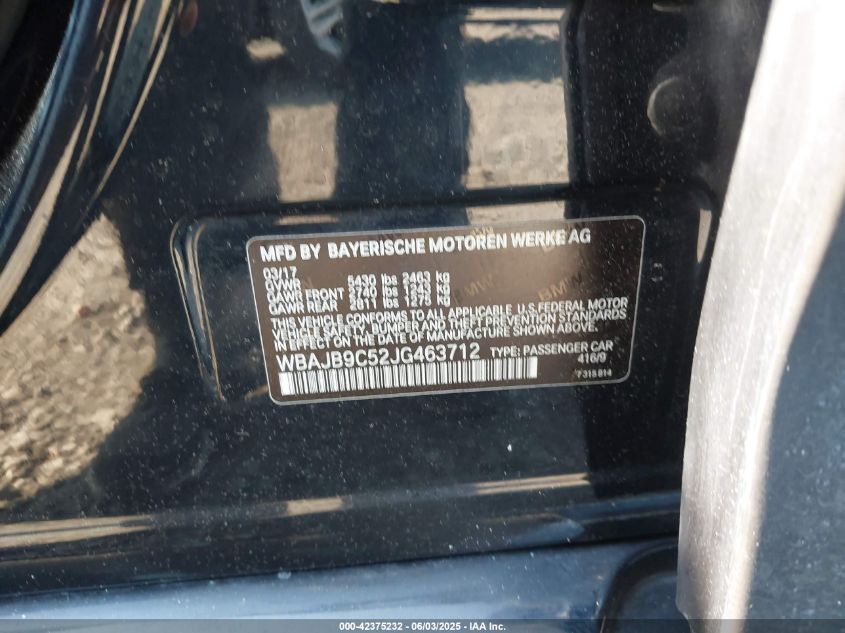 MFD BY BAYERISCHE MOTOREN WERKE AG
03/17
GVWR 5430 lbs 2463 kg
GAWR FRONT 2740 lbs 1243 kg
GAWR REAR 2811 lbs 1275 kg
THIS VEHICLE CONFORMS TO ALL APPLICABLE U.S. FEDERAL MOTOR
VEHICLE SAFETY, BUMPER AND THEFT PREVENTION STANDARDS
IN EFFECT ON THE DATE OF MANUFACTURE SHOWN ABOVE.
WBAJB9C52JG463712 TYPE: PASSENGER CAR
416/9
7315814
000-42375232 - 06/03/2025 - IAA Inc.